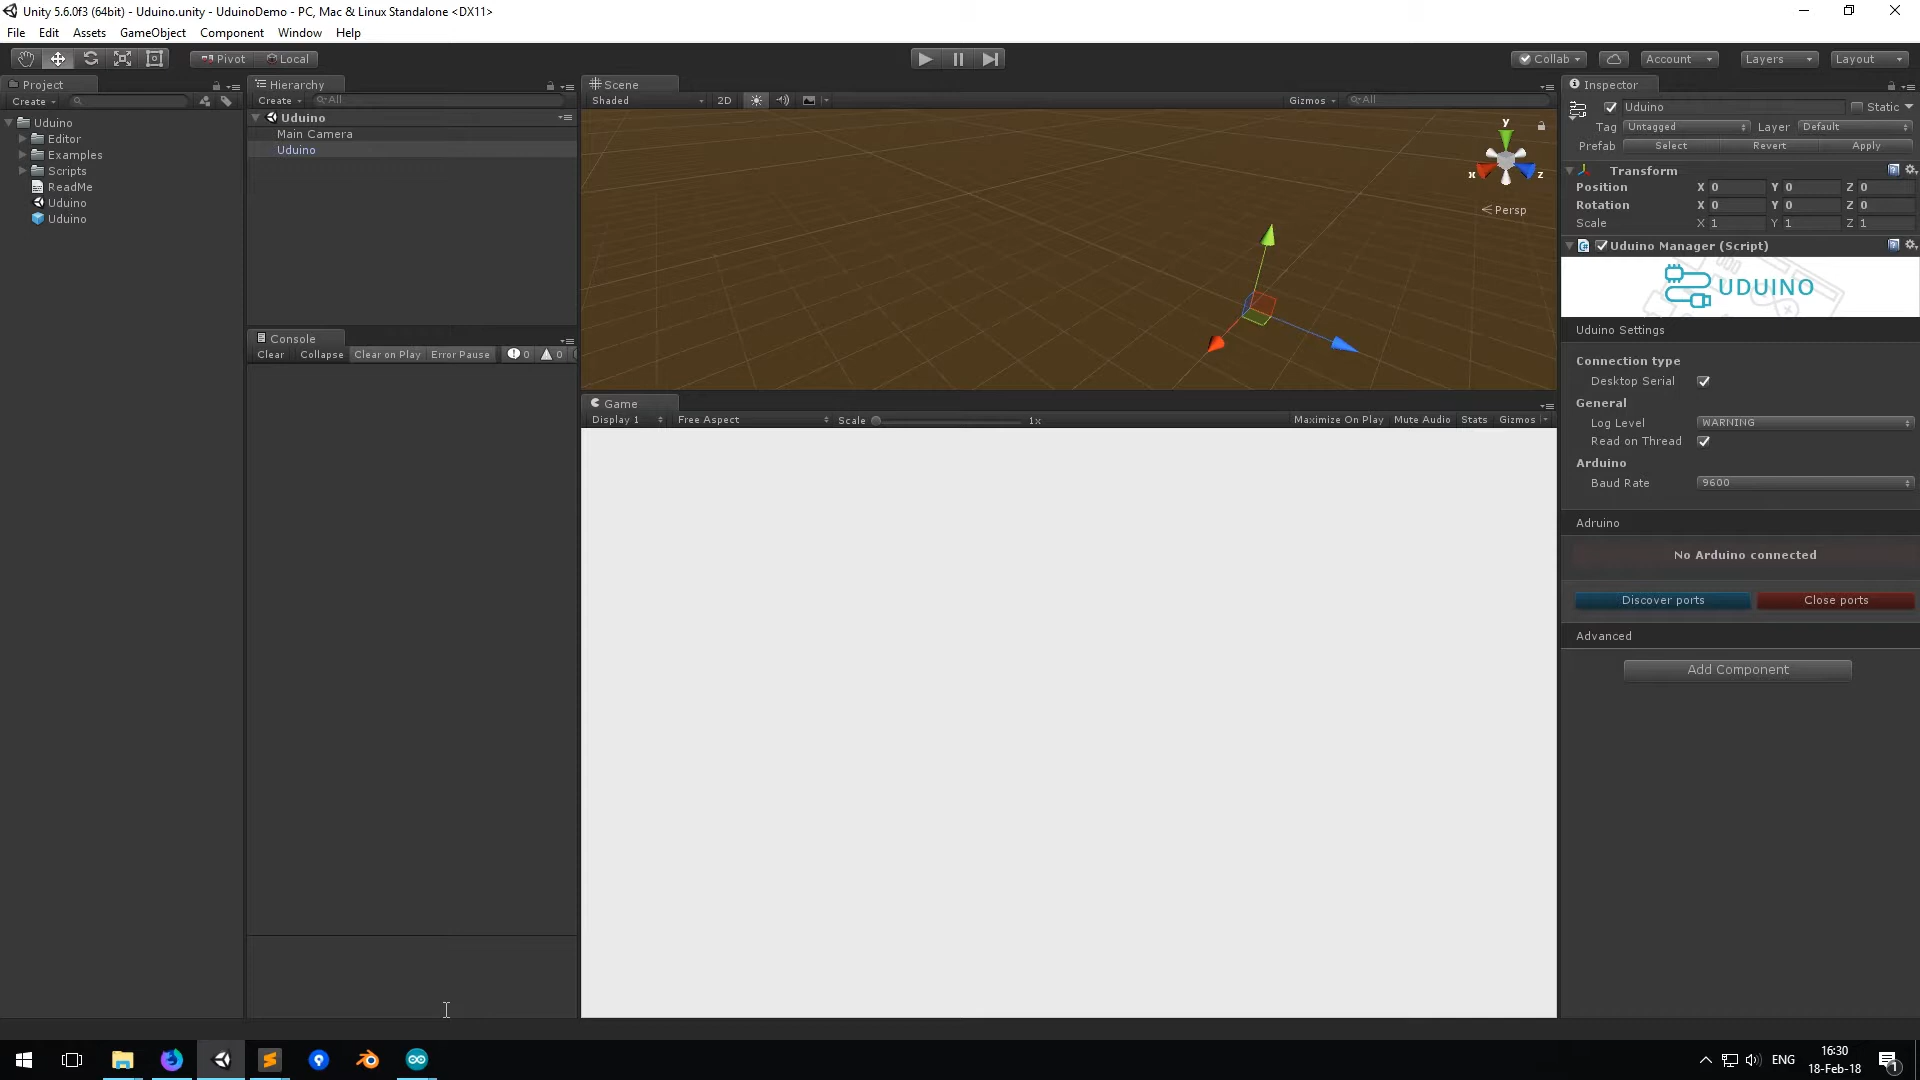 Unity 5.6.0f3 (64bit) - Uduino.unity - UduinoDemo - PC, Mac & Linux Standalone <DX11>
File Edit Assets GameObject Component Window Help
Pivot Local
Collab Account Layers Layout
Project
Create
Uduino
Editor
Examples
Scripts
ReadMe
Uduino
Uduino
Hierarchy
Create All
Uduino
Main Camera
Uduino
Console
Clear Collapse Clear on Play Error Pause 0 0
Scene
Shaded 2D Gizmos All
y
x z
Persp
Game
Display 1 Free Aspect Scale 1x Maximize On Play Mute Audio Stats Gizmos
Inspector
Uduino Static
Tag Untagged Layer Default
Prefab Select Revert Apply
Transform
Position X 0 Y 0 Z 0
Rotation X 0 Y 0 Z 0
Scale X 1 Y 1 Z 1
Uduino Manager (Script)
UDUINO
Uduino Settings
Connection type
Desktop Serial
General
Log Level WARNING
Read on Thread
Arduino
Baud Rate 9600
Adruino
No Arduino connected
Discover ports Close ports
Advanced
Add Component
ENG
16:30
18-Feb-18
1